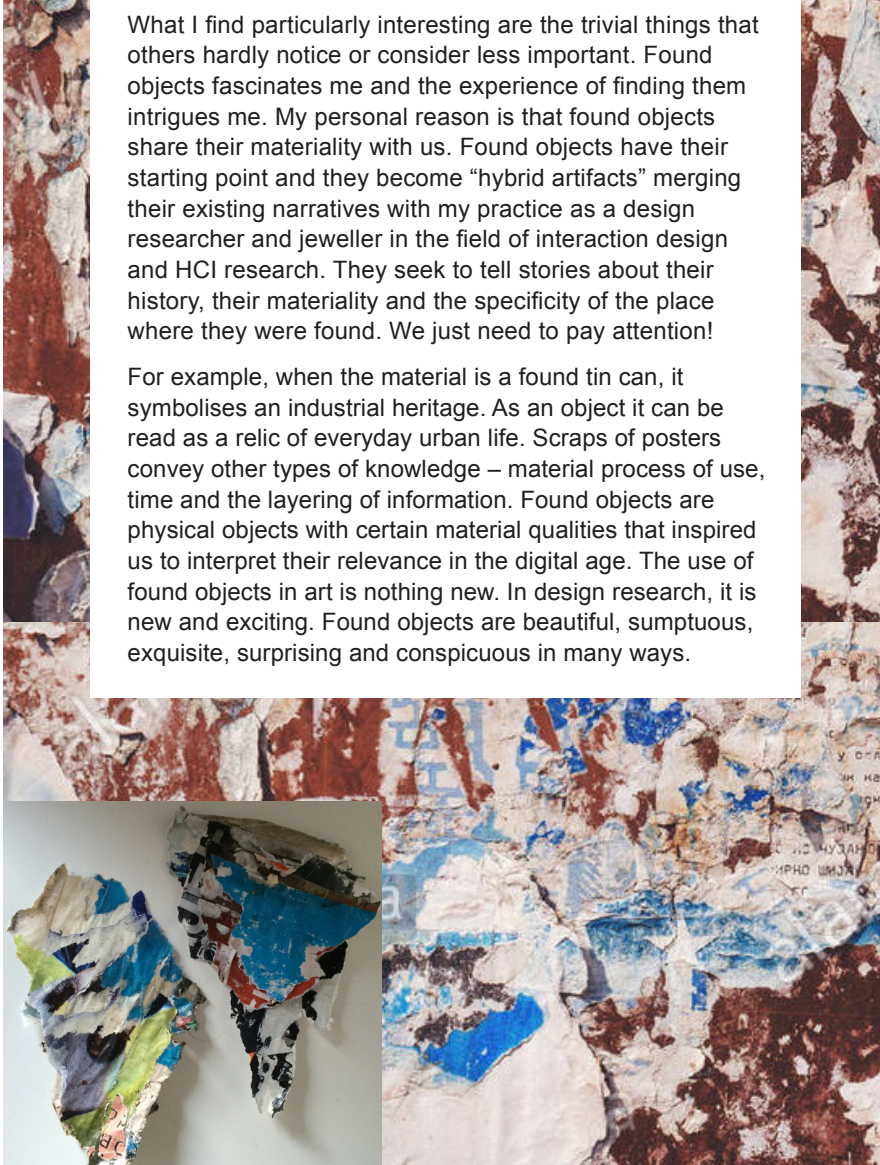 What I find particularly interesting are the trivial things that
others hardly notice or consider less important. Found
objects fascinates me and the experience of finding them
intrigues me. My personal reason is that found objects
share their materiality with us. Found objects have their
starting point and they become “hybrid artifacts” merging
their existing narratives with my practice as a design
researcher and jeweller in the field of interaction design
and HCI research. They seek to tell stories about their
history, their materiality and the specificity of the place
where they were found. We just need to pay attention!
For example, when the material is a found tin can, it
symbolises an industrial heritage. As an object it can be
read as a relic of everyday urban life. Scraps of posters
convey other types of knowledge – material process of use,
time and the layering of information. Found objects are
physical objects with certain material qualities that inspired
us to interpret their relevance in the digital age. The use of
found objects in art is nothing new. In design research, it is
new and exciting. Found objects are beautiful, sumptuous,
exquisite, surprising and conspicuous in many ways.